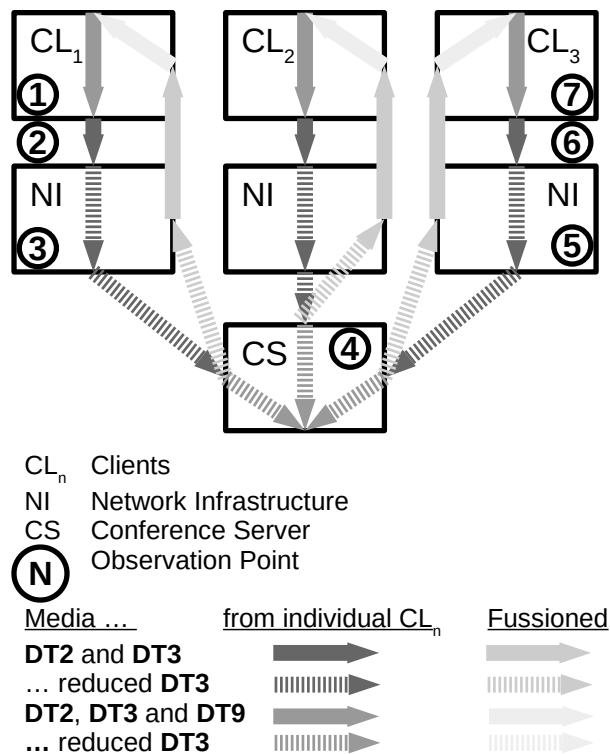 CL1 CL2 CL3
1 7
2 6
NI NI NI
3 5
CS 4
CLn Clients
NI Network Infrastructure
CS Conference Server
N Observation Point
Media ... from individual CLn Fussioned
DT2 and DT3
... reduced DT3
DT2, DT3 and DT9
... reduced DT3